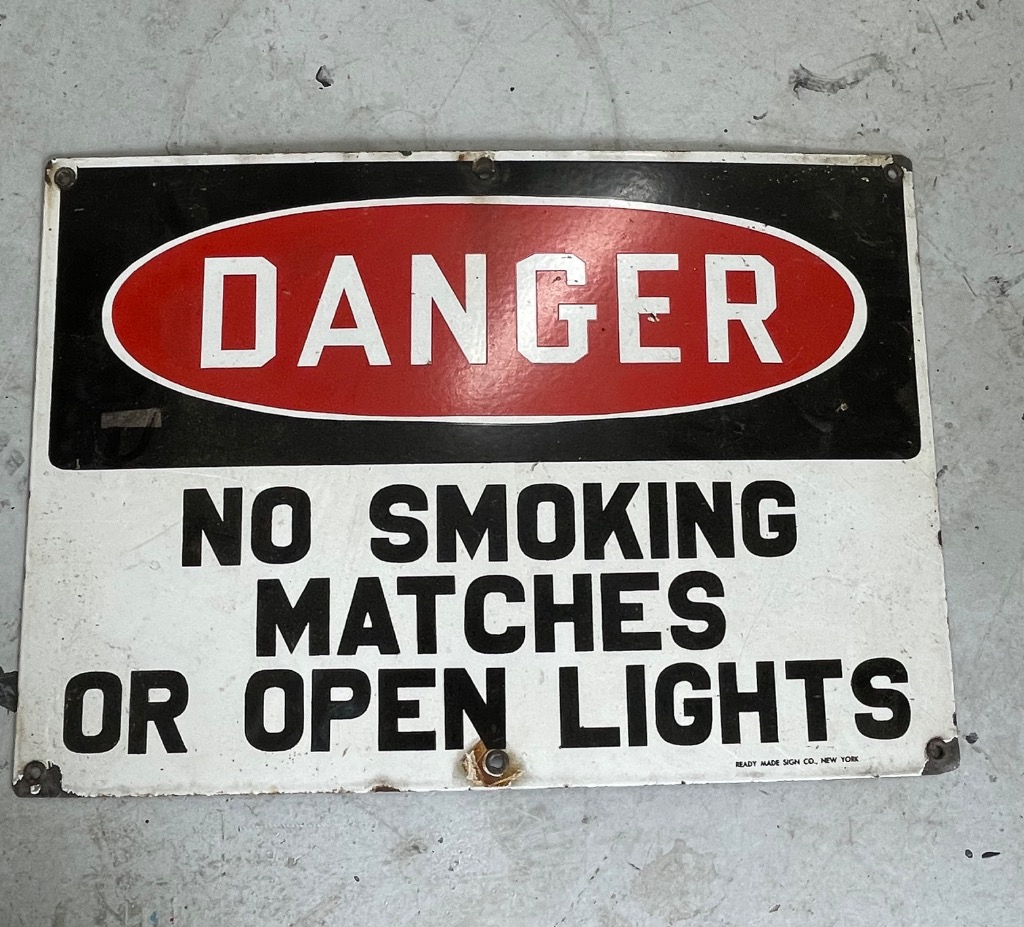 DANGER
NO SMOKING
MATCHES
OR OPEN LIGHTS
READY MADE SIGN CO., NEW YORK